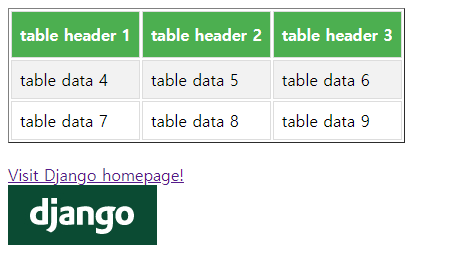 table header 1 table header 2 table header 3
table data 4 table data 5 table data 6
table data 7 table data 8 table data 9
Visit Django homepage!
django